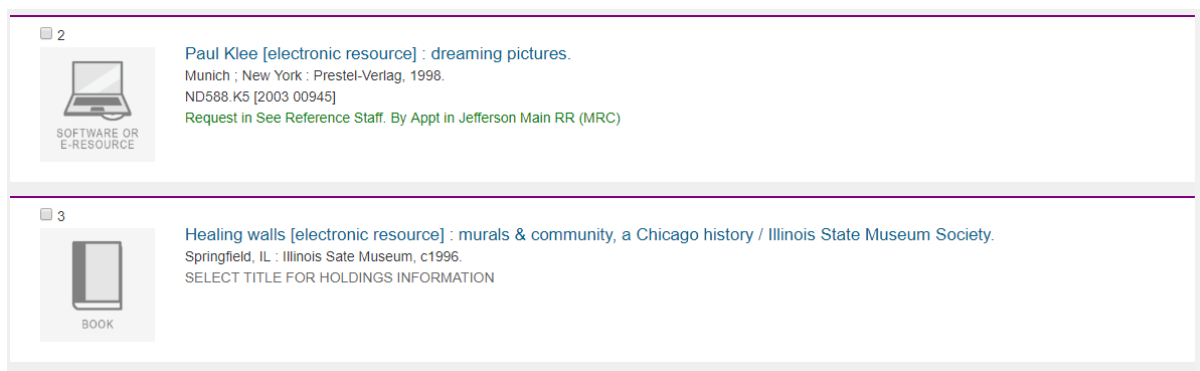 2
Paul Klee [electronic resource] : dreaming pictures.
Munich ; New York : Prestel-Verlag, 1998.
ND588.K5 [2003 00945]
Request in See Reference Staff. By Appt in Jefferson Main RR (MRC)
SOFTWARE OR
E-RESOURCE
3
Healing walls [electronic resource] : murals & community, a Chicago history / Illinois State Museum Society.
Springfield, IL : Illinois Sate Museum, c1996.
SELECT TITLE FOR HOLDINGS INFORMATION
BOOK